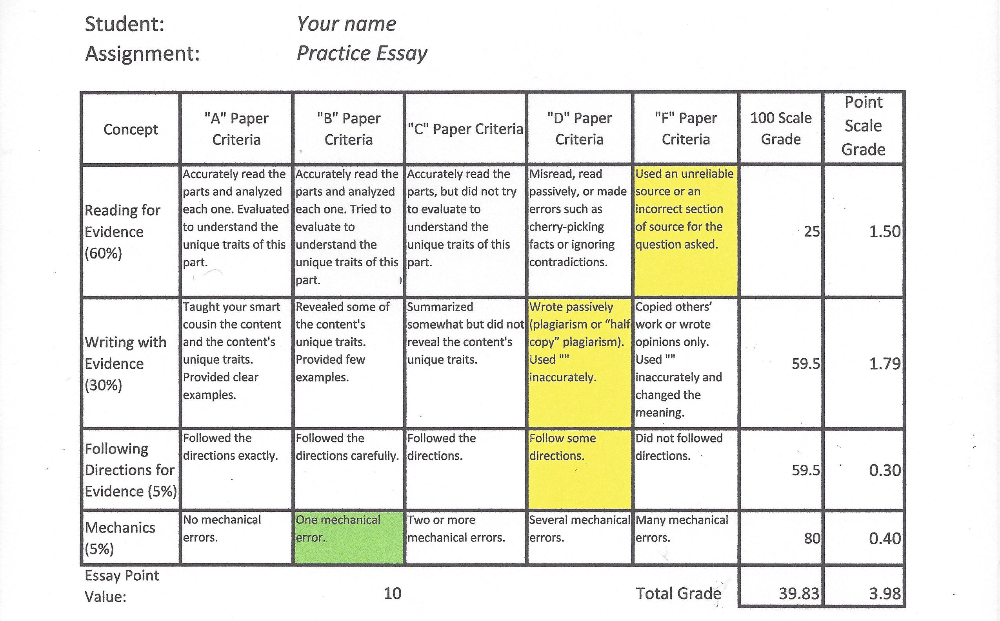 Student: Your name
Assignment: Practice Essay
Concept
"A" Paper
Criteria
"B" Paper
Criteria
"C" Paper Criteria
"D" Paper
Criteria
"F" Paper
Criteria
100 Scale
Grade
Point
Scale
Grade
Reading for
Evidence
(60%)
Accurately read the
parts and analyzed
each one. Evaluated
to understand the
unique traits of this
part.
Accurately read the
parts and analyzed
each one. Tried to
evaluate to
understand the
unique traits of this
part.
Accurately read the
parts, but did not try
to evaluate to
understand the
unique traits of this
part.
Misread, read
passively, or made
errors such as
cherry-picking
facts or ignoring
contradictions.
Used an unreliable
source or an
incorrect section
of source for the
question asked.
25
1.50
Writing with
Evidence
(30%)
Taught your smart
cousin the content
and the content's
unique traits.
Provided clear
examples.
Revealed some of
the content's
unique traits.
Provided few
examples.
Summarized
somewhat but did not
reveal the content's
unique traits.
Wrote passively
(plagiarism or “half-
copy” plagiarism).
Used ""
inaccurately.
Copied others’
work or wrote
opinions only.
Used ""
inaccurately and
changed the
meaning.
59.5
1.79
Following
Directions for
Evidence (5%)
Followed the
directions exactly.
Followed the
directions carefully.
Followed the
directions.
Follow some
directions.
Did not followed
directions.
59.5
0.30
Mechanics
(5%)
No mechanical
errors.
One mechanical
error.
Two or more
mechanical errors.
Several mechanical
errors.
Many mechanical
errors.
80
0.40
Essay Point
Value:
10
Total Grade
39.83
3.98